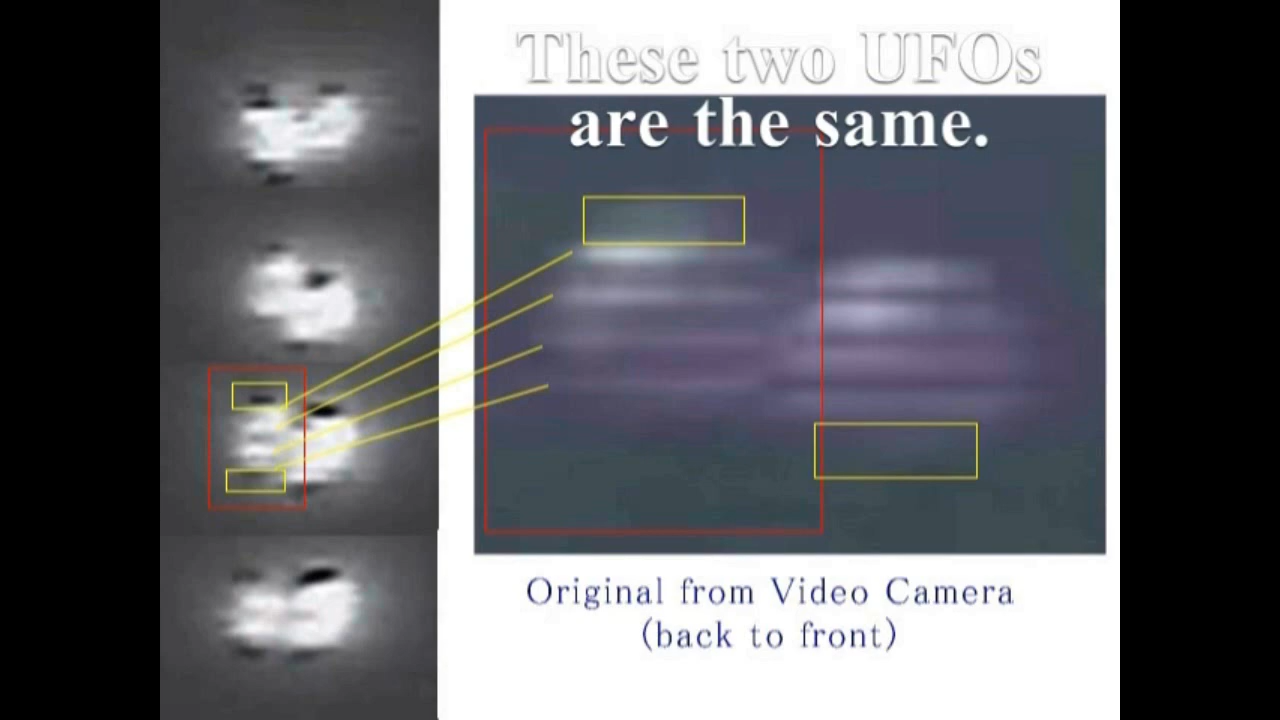 These two UFOs
are the same.
Original from Video Camera
(back to front)